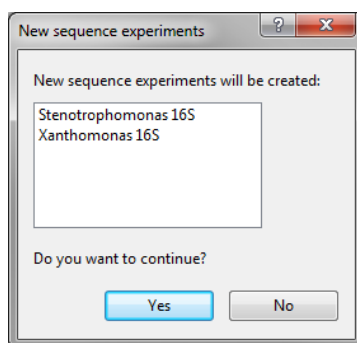 New sequence experiments
?
X
New sequence experiments will be created:
Stenotrophomonas 16S
Xanthomonas 16S
Do you want to continue?
Yes
No